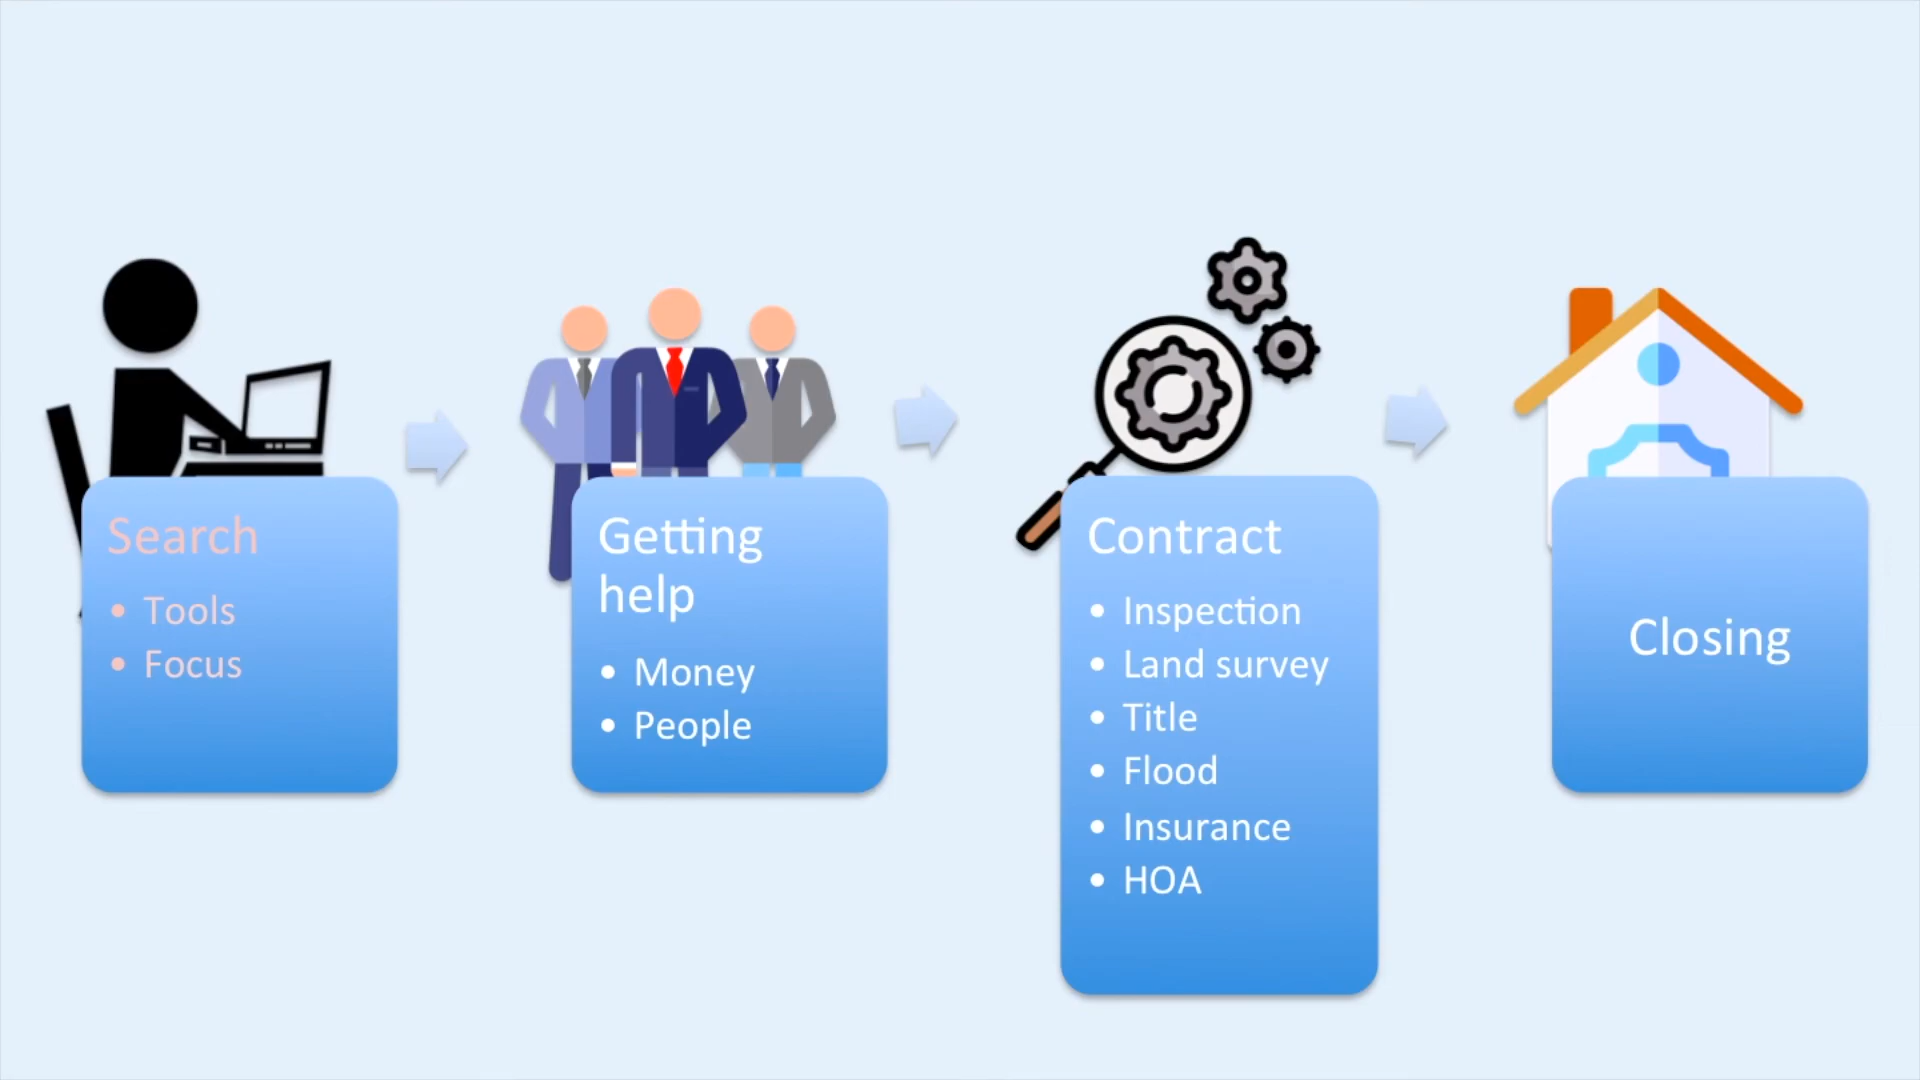 Search
• Tools
• Focus
Getting
help
• Money
• People
Contract
• Inspection
• Land survey
• Title
• Flood
• Insurance
• HOA
Closing